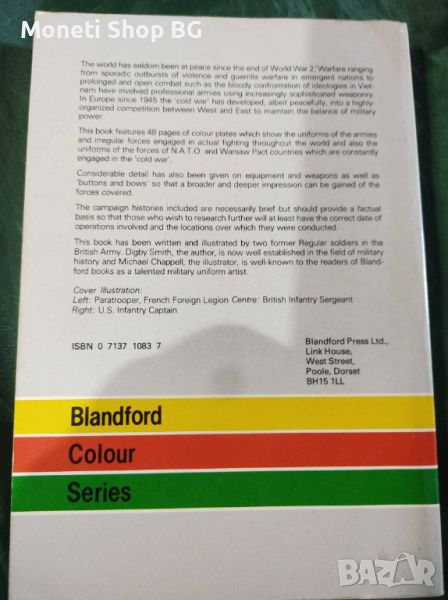 Moneti Shop BG
The world has seldom been at peace since the end of World War 2. Warfare ranging
from sporadic outbursts of violence and guerrilla warfare in emergent nations to
prolonged and open combat such as the bloody confrontation of ideologies in Viet-
nam have involved professional armies using increasingly sophisticated weaponry.
In Europe since 1945 the 'cold war' has developed, albeit peacefully, into a highly-
organized competition between West and East to maintain the balance of military
power.
This book features 48 pages of colour plates which show the uniforms of the armies
and irregular forces engaged in actual fighting throughout the world and also the
uniforms of the forces of N.A.T.O. and Warsaw Pact countries which are constantly
engaged in the 'cold war'.
Considerable detail has also been given on equipment and weapons as well as
'buttons and bows' so that a broader and deeper impression can be gained of the
forces covered.
The campaign histories included are necessarily brief but should provide a factual
basis so that those who wish to research further will at least have the correct date of
operations involved and the locations over which they were conducted.
This book has been written and illustrated by two former Regular soldiers in the
British Army. Digby Smith, the author, is now well established in the field of military
history and Michael Chappell, the illustrator, is well-known to the readers of Bland-
ford books as a talented military uniform artist.
Cover Illustration:
Left: Paratrooper, French Foreign Legion Centre: British Infantry Sergeant
Right: U.S. Infantry Captain
ISBN 0 7137 1083 7
Blandford Press Ltd.,
Link House,
West Street,
Poole, Dorset
BH15 1LL
Blandford
Colour
Series
BAZAR